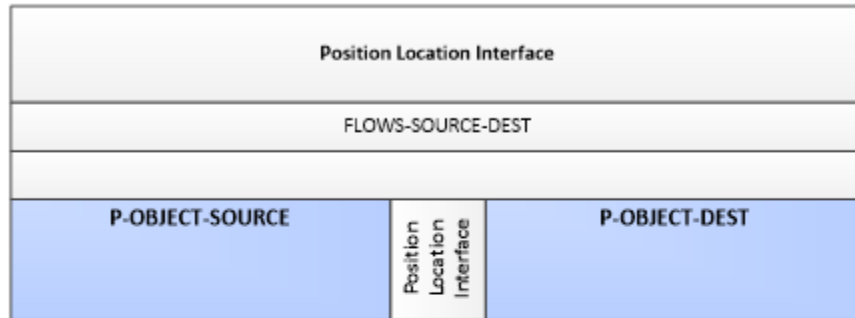 Position Location Interface
FLOWS-SOURCE-DEST
P-OBJECT-SOURCE
Position
Location
Interface
P-OBJECT-DEST